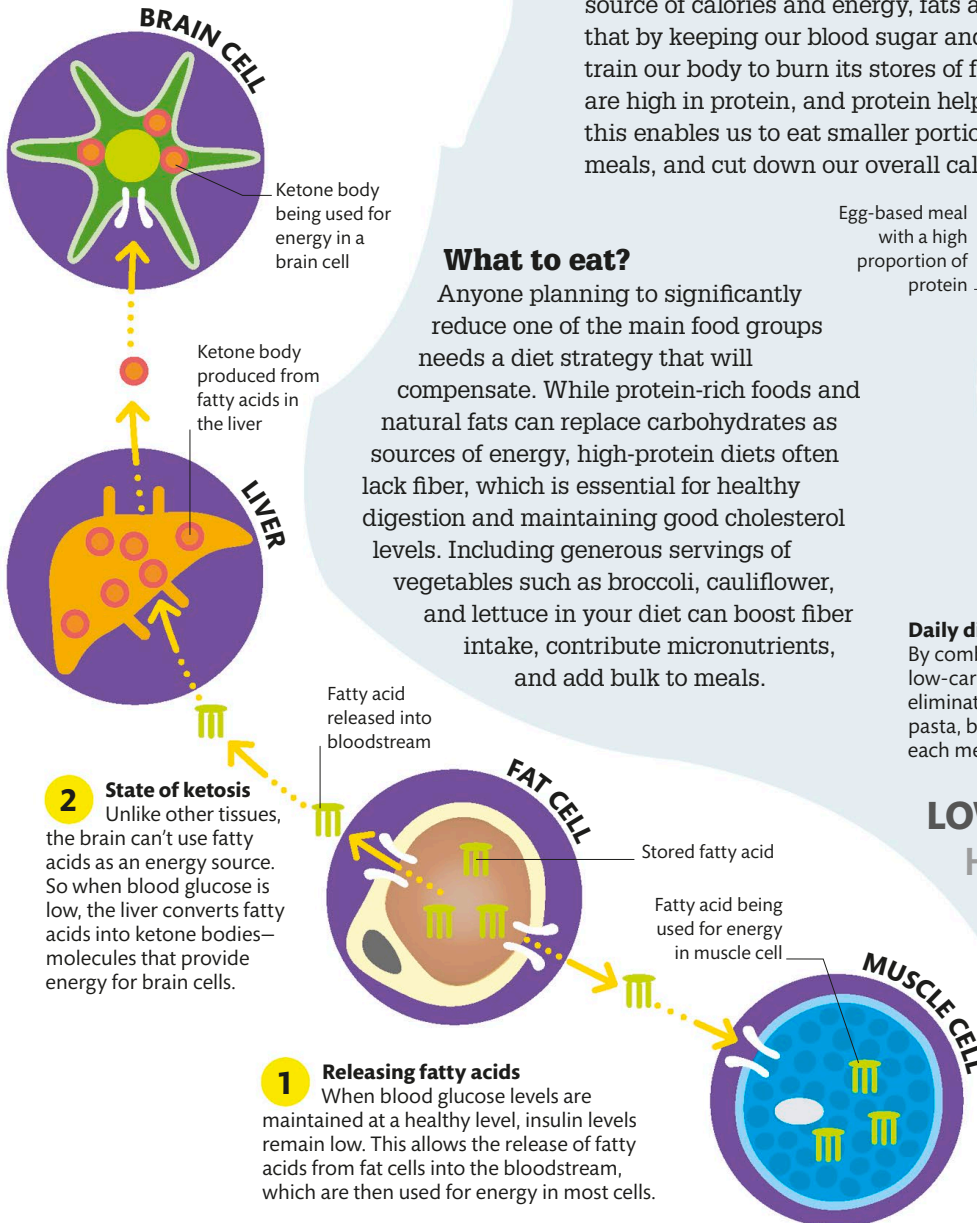 source of calories and energy, fats a
that by keeping our blood sugar and
train our body to burn its stores of f
are high in protein, and protein help
this enables us to eat smaller portio
meals, and cut down our overall cal
BRAIN CELL
Ketone body
being used for
energy in a
brain cell
Egg-based meal
with a high
proportion of
protein
What to eat?
Anyone planning to significantly
reduce one of the main food groups
needs a diet strategy that will
compensate. While protein-rich foods and
natural fats can replace carbohydrates as
sources of energy, high-protein diets often
lack fiber, which is essential for healthy
digestion and maintaining good cholesterol
levels. Including generous servings of
vegetables such as broccoli, cauliflower,
and lettuce in your diet can boost fiber
intake, contribute micronutrients,
and add bulk to meals.
Ketone body
produced from
fatty acids in
the liver
LIVER
Daily di
By comb
low-car
eliminat
pasta, b
each me
LOW
H
Fatty acid
released into
bloodstream
2 State of ketosis
Unlike other tissues,
the brain can't use fatty
acids as an energy source.
So when blood glucose is
low, the liver converts fatty
acids into ketone bodies—
molecules that provide
energy for brain cells.
FAT CELL
Stored fatty acid
Fatty acid being
used for energy
in muscle cell
MUSCLE CELL
1 Releasing fatty acids
When blood glucose levels are
maintained at a healthy level, insulin levels
remain low. This allows the release of fatty
acids from fat cells into the bloodstream,
which are then used for energy in most cells.